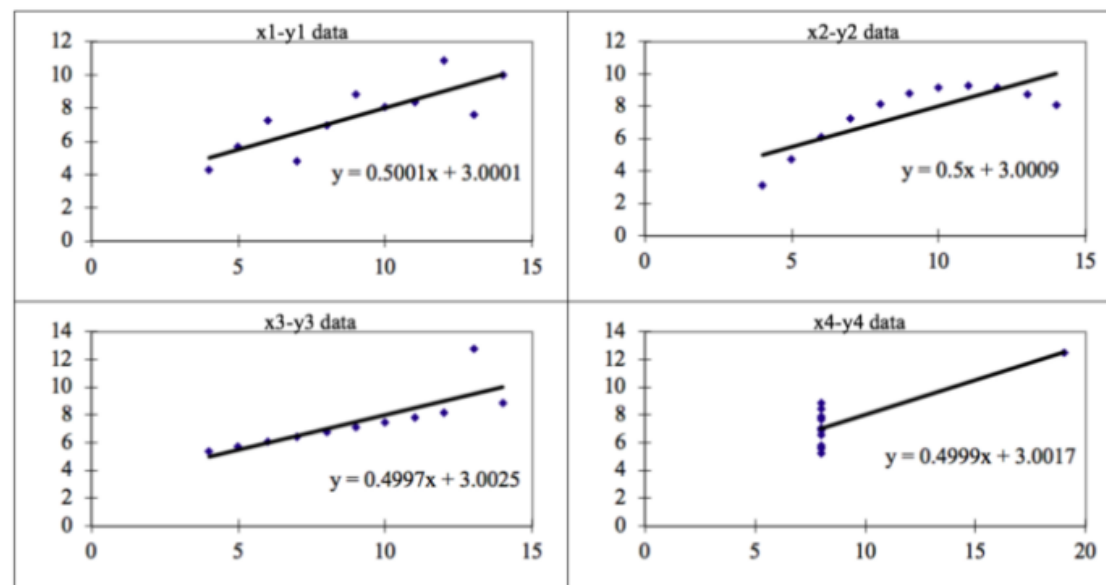 x1-y1 data
12
10
8
6
4
2
0
y = 0.5001x + 3.0001
0 5 10 15
x2-y2 data
12
10
8
6
4
2
0
y = 0.5x + 3.0009
0 5 10 15
x3-y3 data
14
12
10
8
6
4
2
0
y = 0.4997x + 3.0025
0 5 10 15
x4-y4 data
14
12
10
8
6
4
2
0
y = 0.4999x + 3.0017
0 5 10 15 20